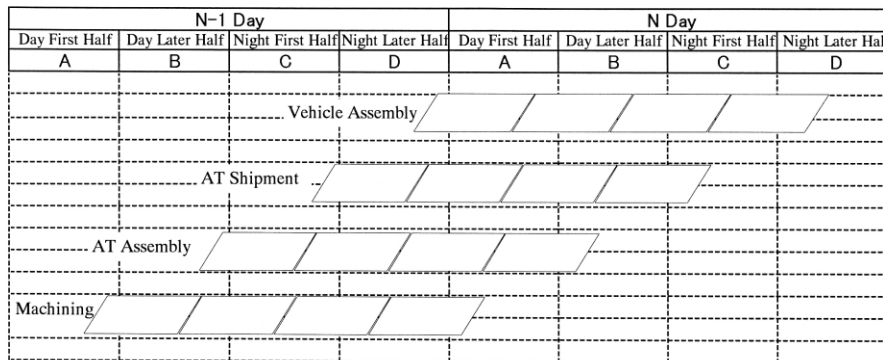 N-1 Day N Day
Day First Half Day Later Half Night First Half Night Later Half Day First Half Day Later Half Night First Half Night Later Half
A B C D A B C D
Vehicle Assembly
AT Shipment
AT Assembly
Machining